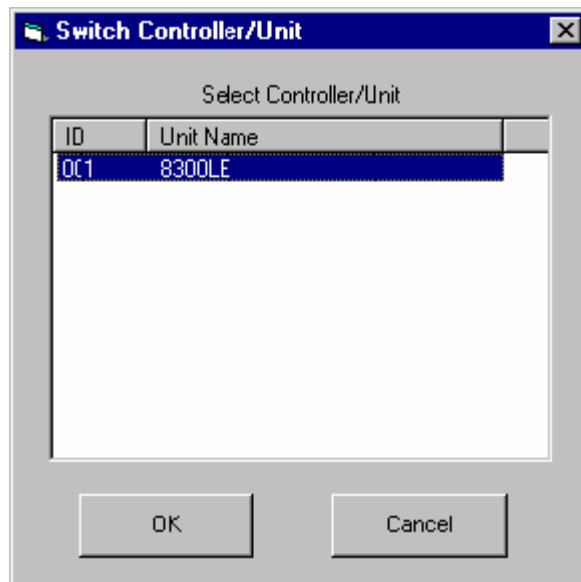 Switch Controller/Unit
Select Controller/Unit
ID Unit Name
001 8300LE
OK Cancel